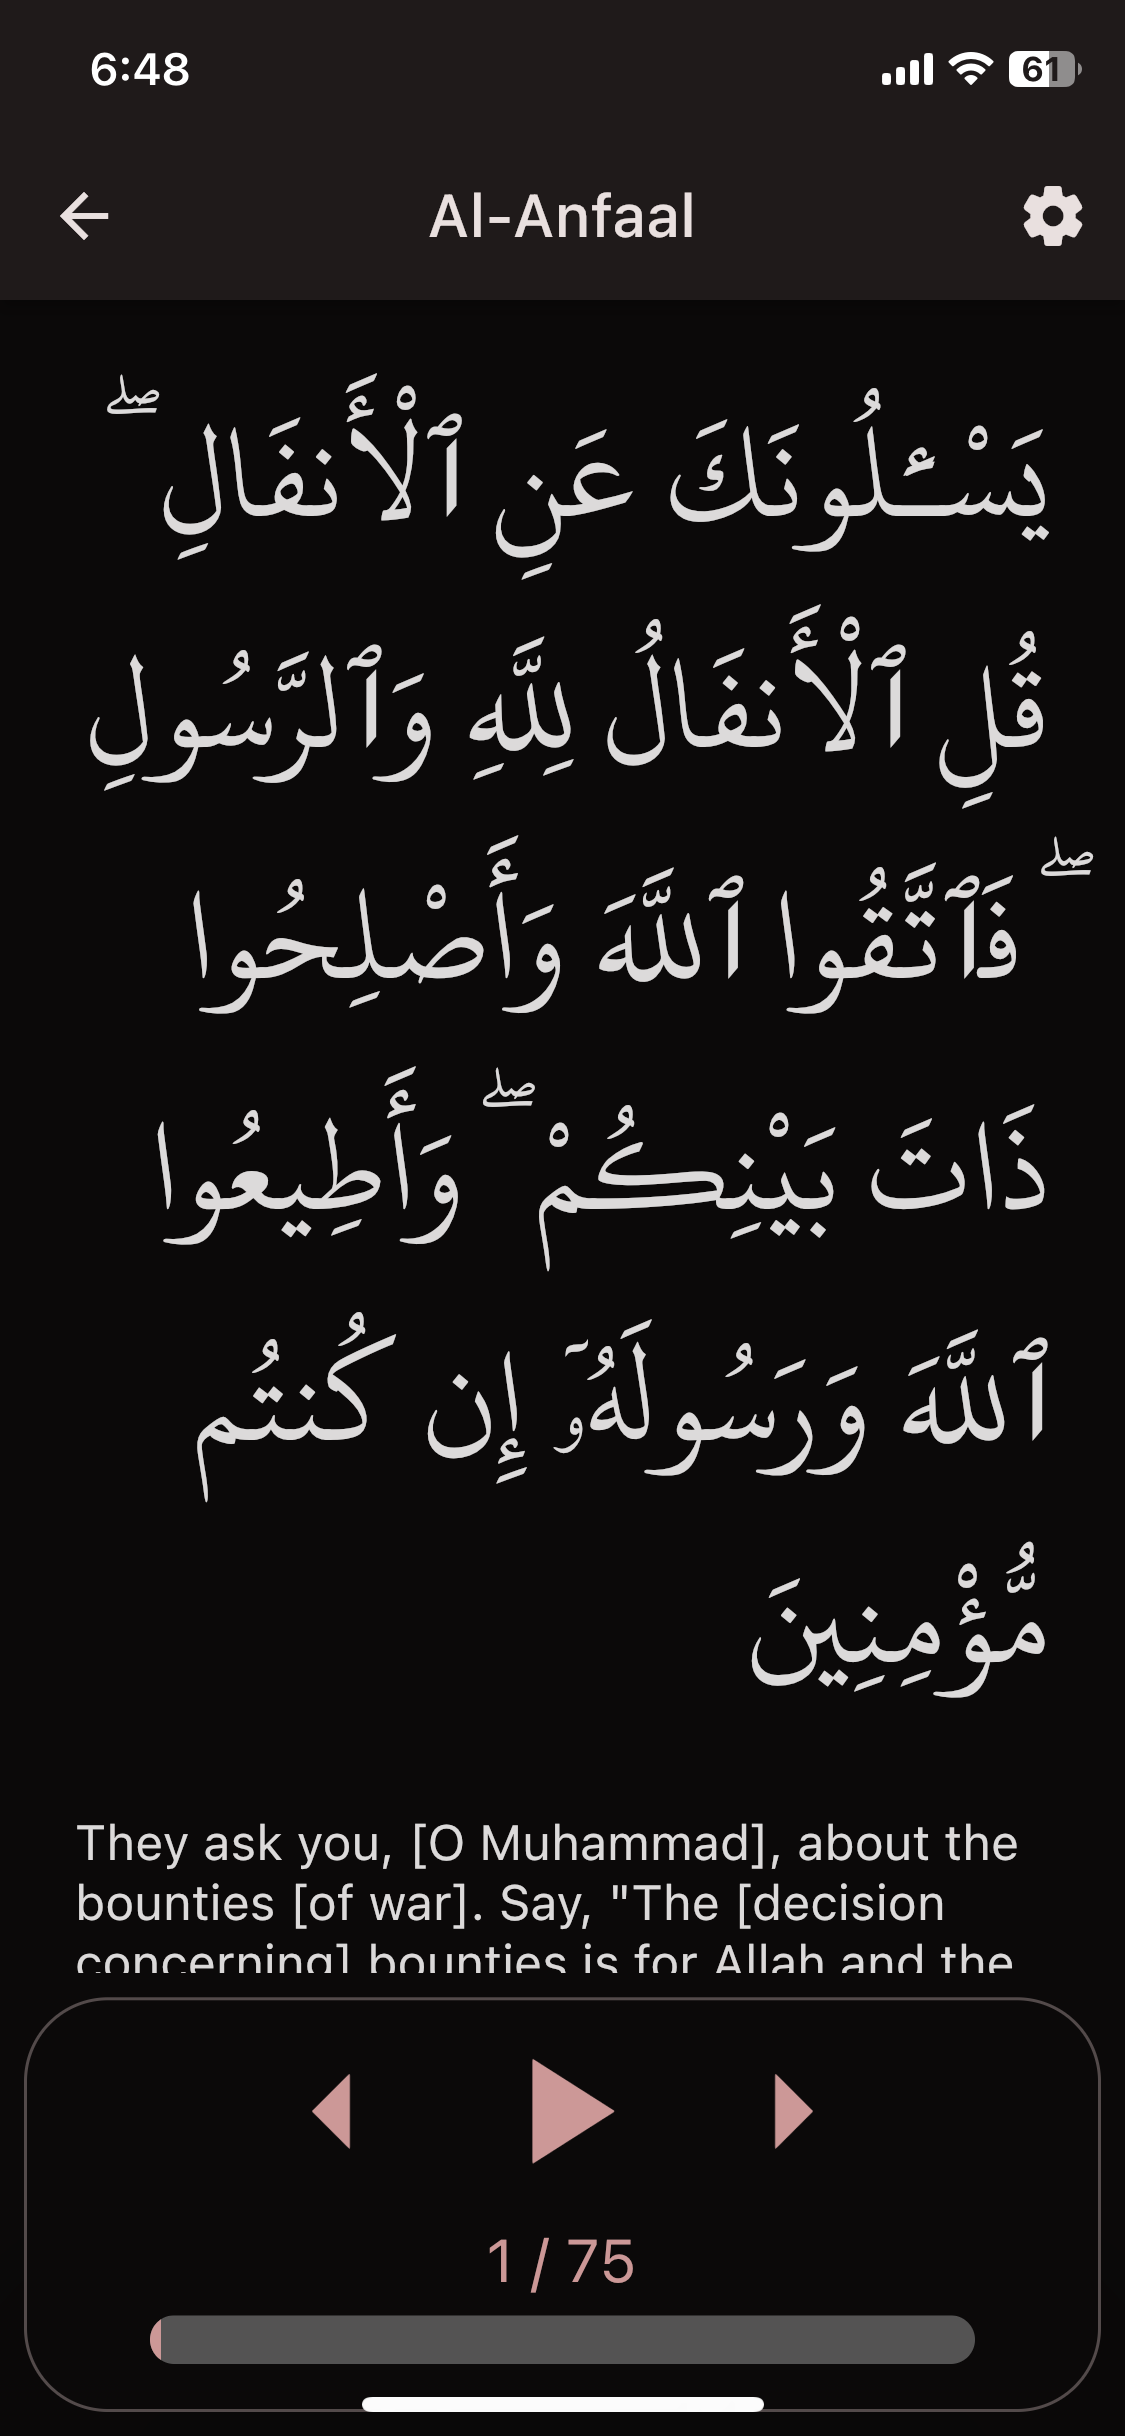 6:48
61
Al-Anfaal
يَسْـَٔلُونَكَ عَنِ ٱلْأَنفَالِ ۖ
قُلِ ٱلْأَنفَالُ لِلَّهِ وَٱلرَّسُولِ
ۖ فَٱتَّقُوا ٱللَّهَ وَأَصْلِحُوا
ذَاتَ بَيْنِكُمْ ۖ وَأَطِيعُوا
ٱللَّهَ وَرَسُولَهُۥٓ إِن كُنتُم
مُّؤْمِنِينَ
They ask you, [O Muhammad], about the
bounties [of war]. Say, "The [decision
concerning] bounties is for Allah and the
1 / 75